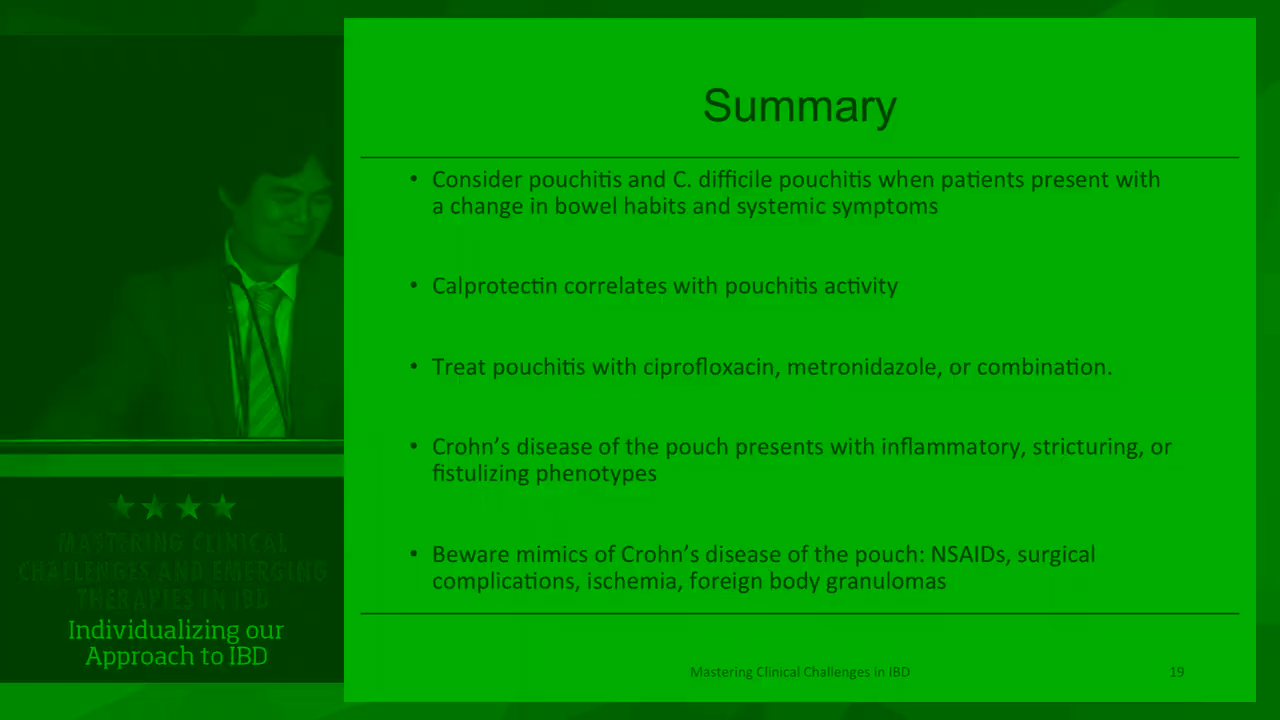 Summary
• Consider pouchitis and C. difficile pouchitis when patients present with
a change in bowel habits and systemic symptoms
• Calprotectin correlates with pouchitis activity
• Treat pouchitis with ciprofloxacin, metronidazole, or combination.
• Crohn’s disease of the pouch presents with inflammatory, stricturing, or
fistulizing phenotypes
• Beware mimics of Crohn’s disease of the pouch: NSAIDs, surgical
complications, ischemia, foreign body granulomas
Mastering Clinical Challenges in IBD 19
MASTERING CLINICAL
CHALLENGES AND EMERGING
THERAPIES IN IBD
Individualizing our
Approach to IBD